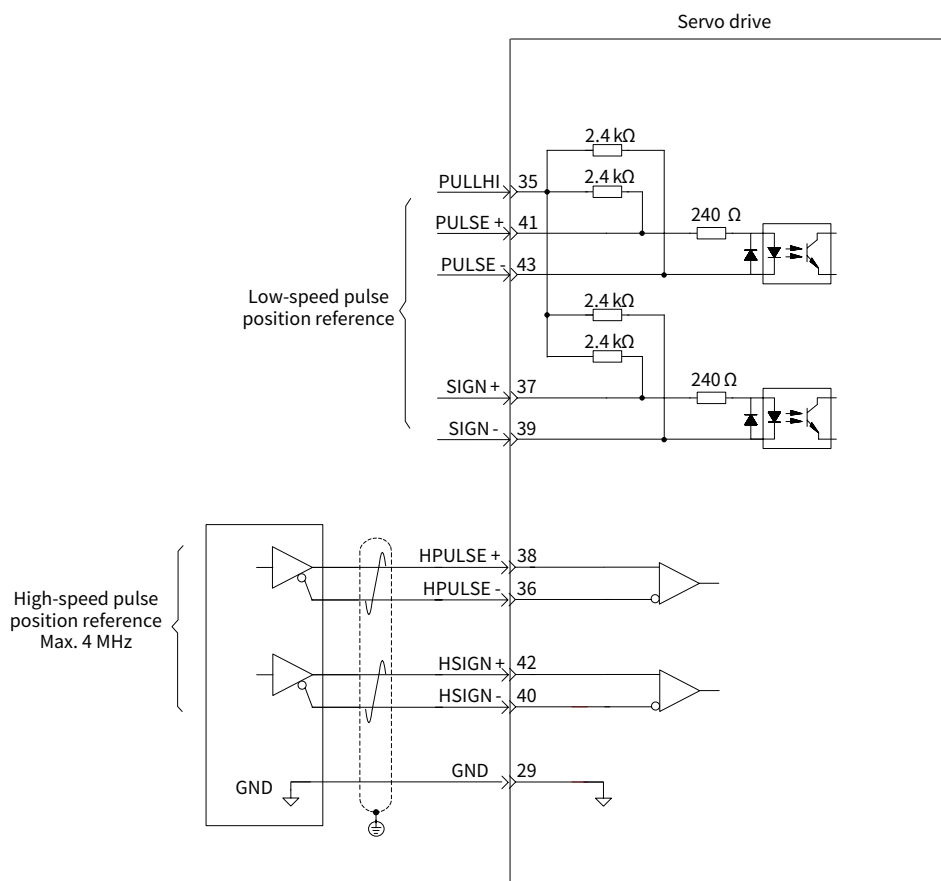 Servo drive
2.4 kΩ
PULLHI 35
2.4 kΩ
PULSE + 41
240 Ω
PULSE - 43
Low-speed pulse
position reference
2.4 kΩ
2.4 kΩ
SIGN + 37
240 Ω
SIGN - 39
HPULSE + 38
HPULSE - 36
High-speed pulse
position reference
Max. 4 MHz
HSIGN + 42
HSIGN - 40
GND
GND 29